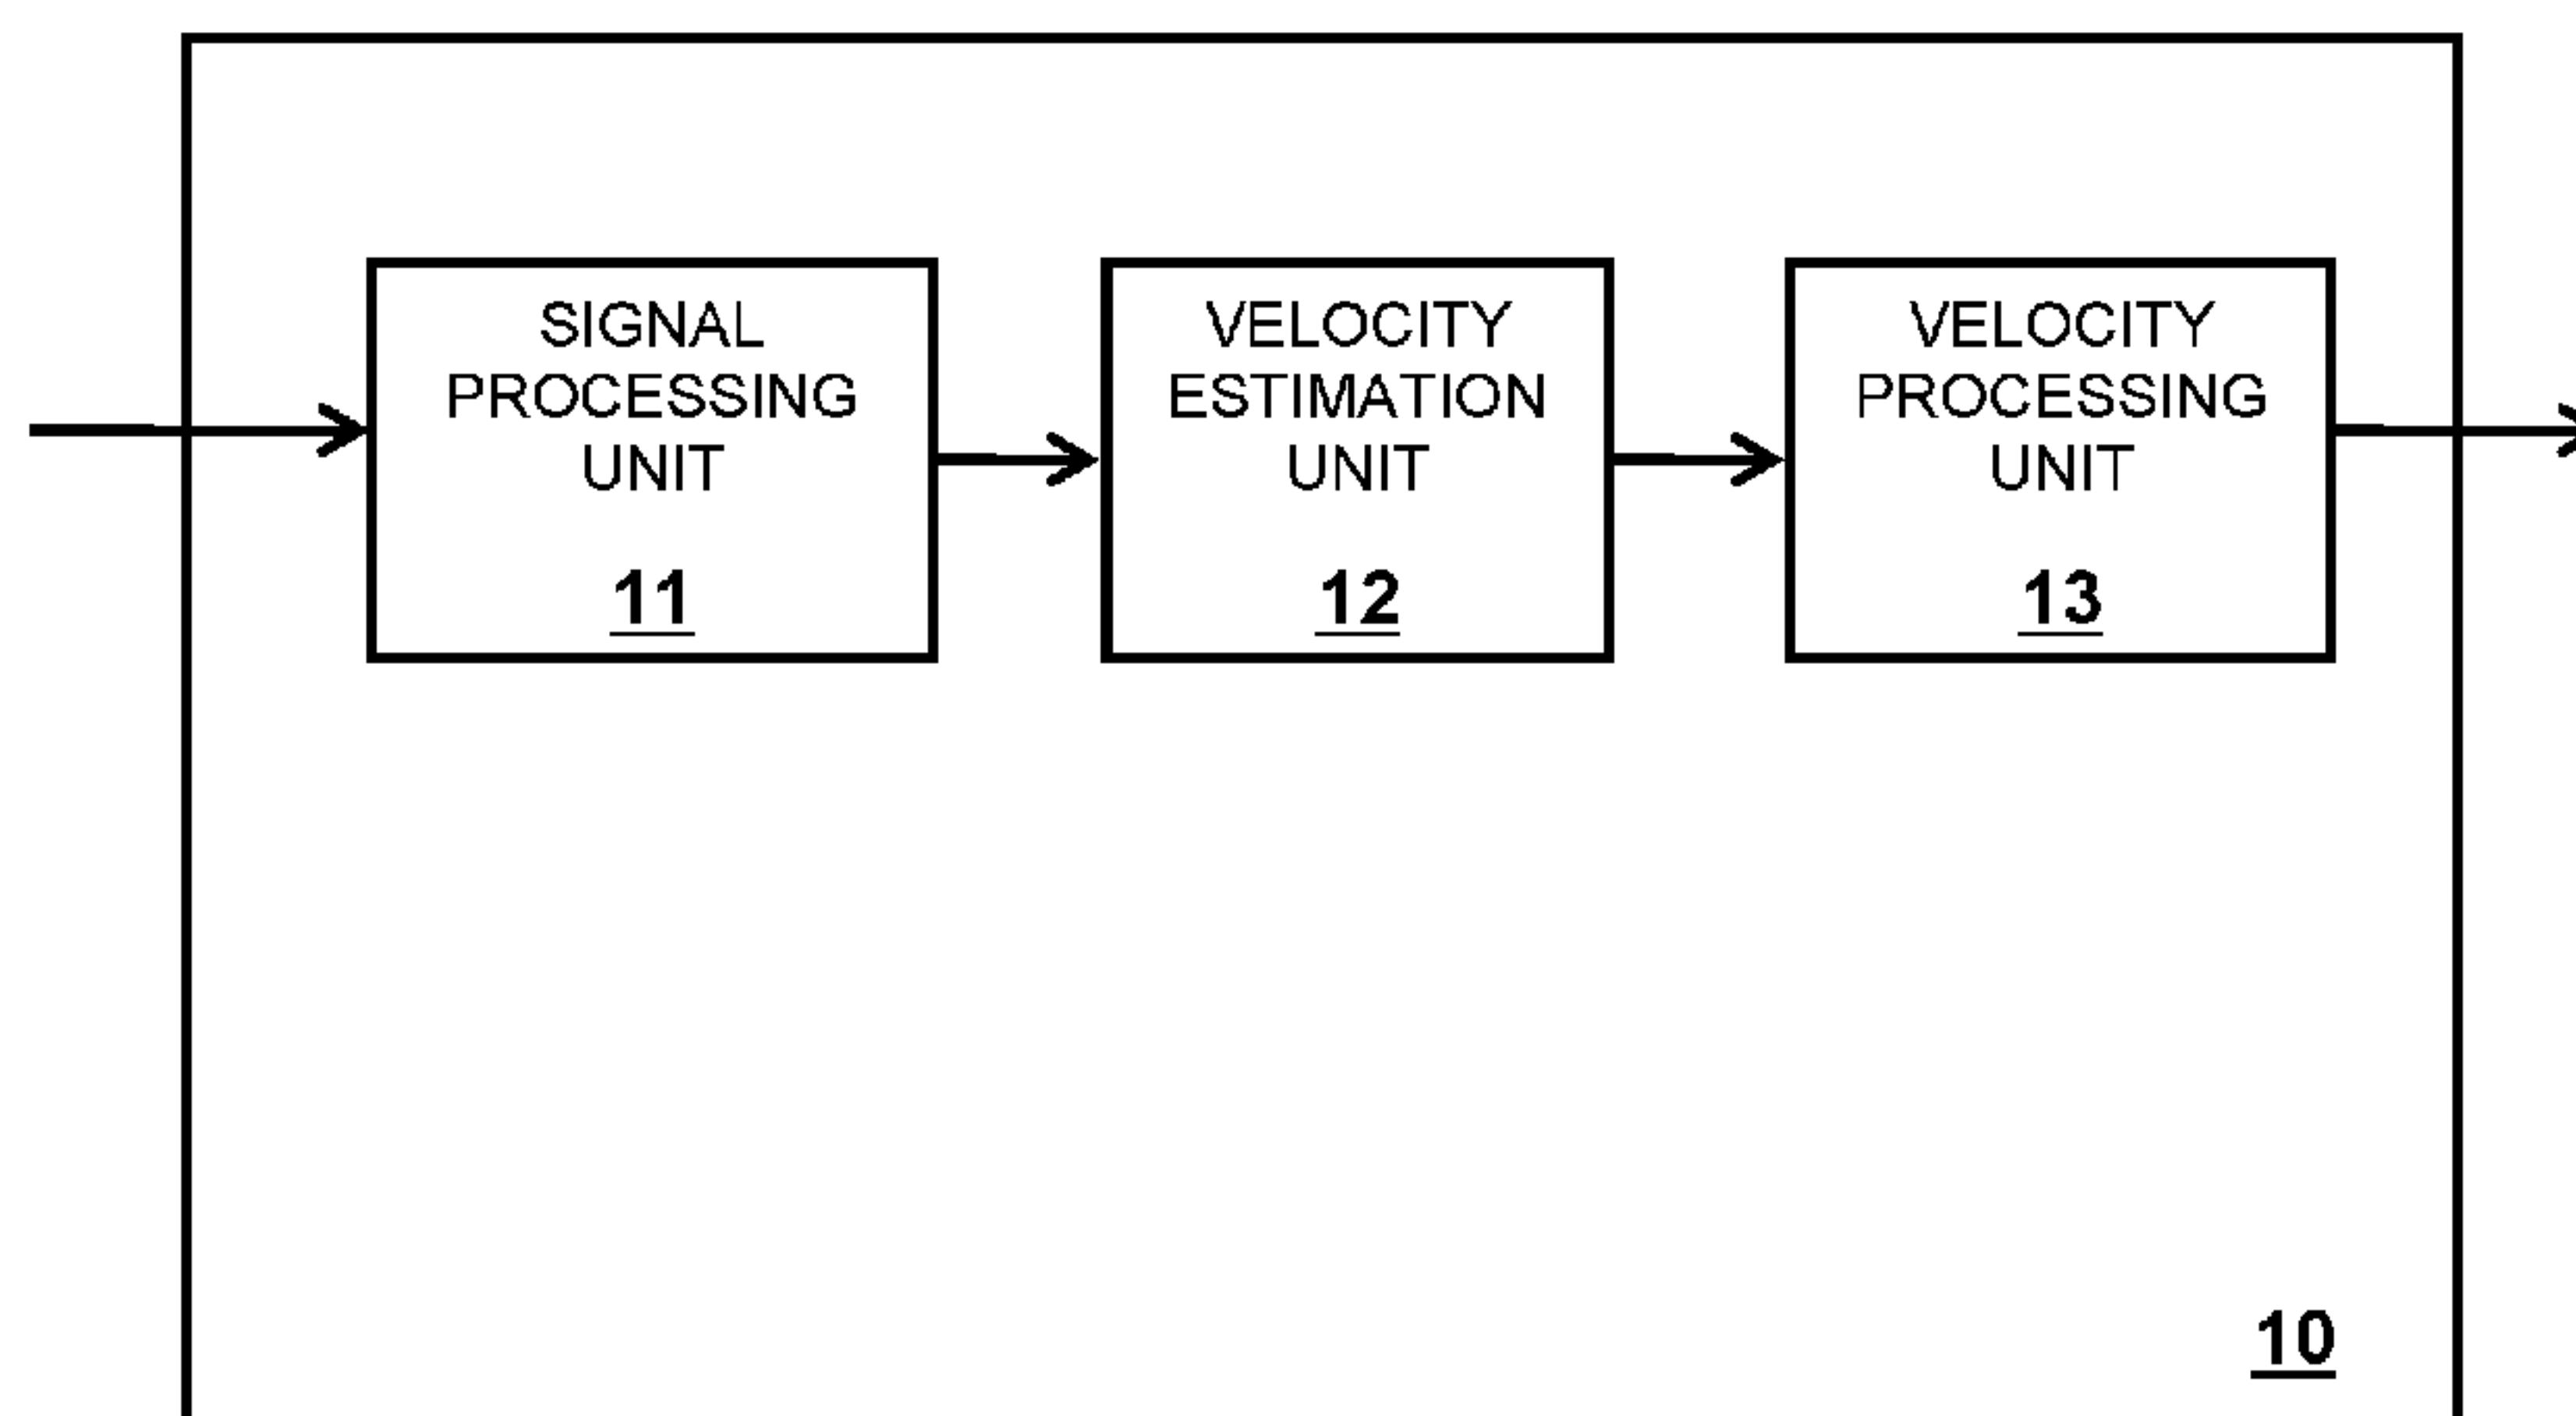 SIGNAL
PROCESSING
UNIT
11
VELOCITY
ESTIMATION
UNIT
12
VELOCITY
PROCESSING
UNIT
13
10